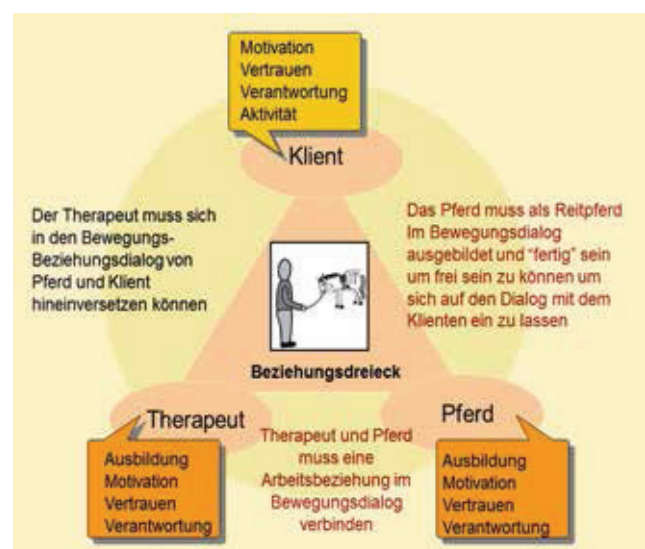 Motivation
Vertrauen
Verantwortung
Aktivität
Klient
Der Therapeut muss sich
in den Bewegungs-
Beziehungsdialog von
Pferd und Klient
hineinversetzen können
Das Pferd muss als Reitpferd
Im Bewegungsdialog
ausgebildet und "fertig" sein
um frei sein zu können um
sich auf den Dialog mit dem
Klienten ein zu lassen
Beziehungsdreieck
Therapeut
Pferd
Ausbildung
Motivation
Vertrauen
Verantwortung
Therapeut und Pferd
muss eine
Arbeitsbeziehung im
Bewegungsdialog
verbinden
Ausbildung
Motivation
Vertrauen
Verantwortung